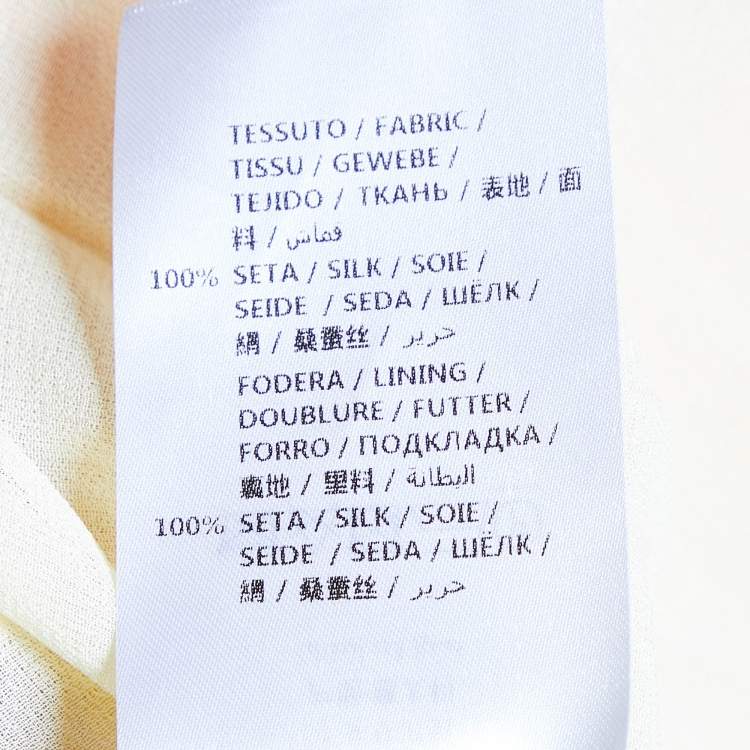 TESSUTO / FABRIC /
TISSU / GEWEBE /
TEJIDO / ТКАНЬ / 表地 / 面
料 / قماش
100% SETA / SILK / SOIE /
SEIDE / SEDA / ШЁЛК /
絹 / 桑蚕丝 / حرير
FODERA / LINING /
DOUBLURE / FUTTER /
FORRO / ПОДКЛАДКА /
裏地 / 里料 / البطانة
100% SETA / SILK / SOIE /
SEIDE / SEDA / ШЁЛК /
絹 / 桑蚕丝 / حرير